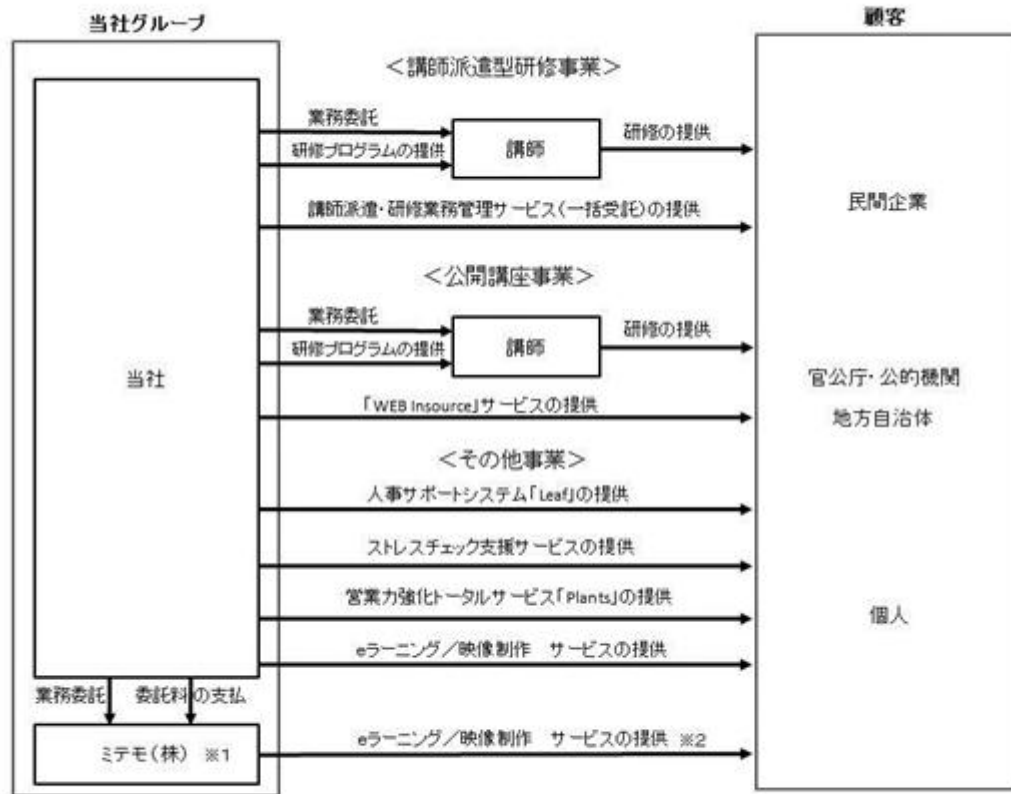 当社グループ
顧客
＜講師派遣型研修事業＞
業務委託
研修プログラムの提供
講師
研修の提供
講師派遣・研修業務管理サービス（一括受託）の提供
民間企業
＜公開講座事業＞
業務委託
研修プログラムの提供
講師
研修の提供
当社
「WEB Insource」サービスの提供
官公庁・公的機関
地方自治体
＜その他事業＞
人事サポートシステム「Leaf」の提供
ストレスチェック支援サービスの提供
営業力強化トータルサービス「Plants」の提供
個人
eラーニング／映像制作　サービスの提供
業務委託
委託料の支払
ミテモ（株）　※1
eラーニング／映像制作　サービスの提供 ※2